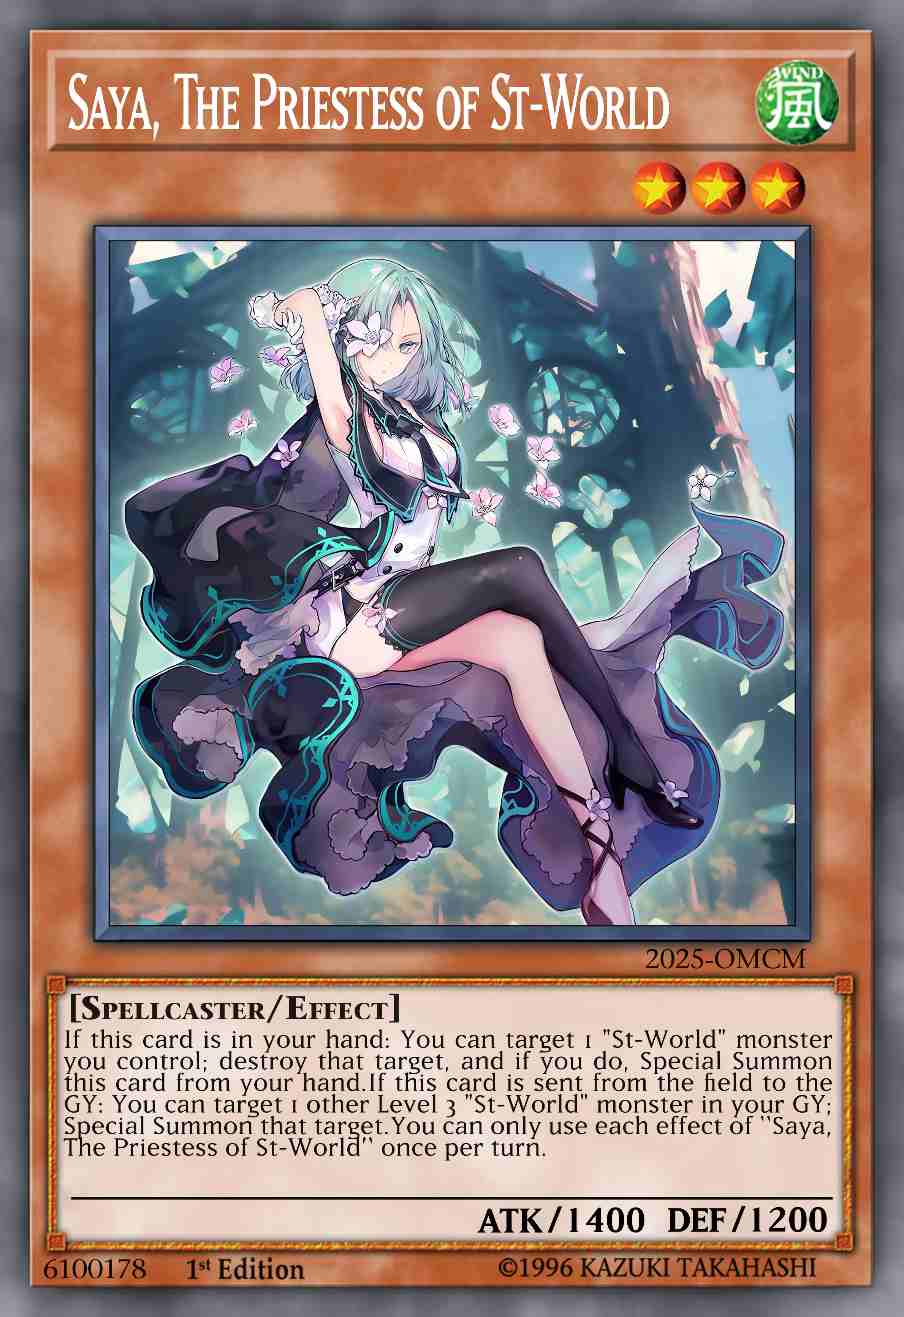 Saya, The Priestess of St-World
WIND
風
2025-OMCM
[Spellcaster/Effect]
If this card is in your hand: You can target 1 "St-World" monster
you control; destroy that target, and if you do, Special Summon
this card from your hand.If this card is sent from the field to the
GY: You can target 1 other Level 3 "St-World" monster in your GY;
Special Summon that target.You can only use each effect of ''Saya,
The Priestess of St-World'' once per turn.
ATK/1400 DEF/1200
6100178 1st Edition ©1996 KAZUKI TAKAHASHI